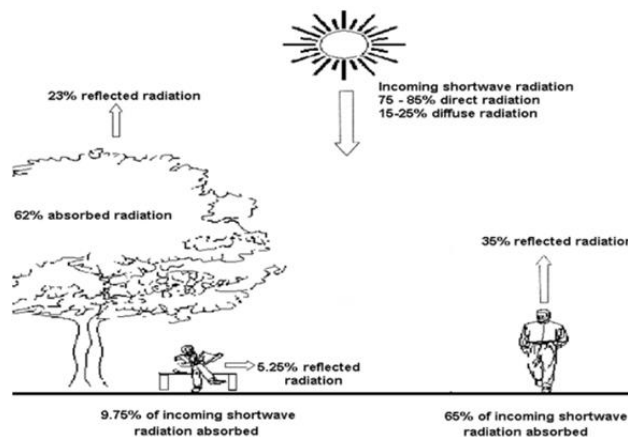 Incoming shortwave radiation
75 - 85% direct radiation
15-25% diffuse radiation
23% reflected radiation
62% absorbed radiation
35% reflected radiation
5.25% reflected
radiation
9.75% of incoming shortwave
radiation absorbed
65% of incoming shortwave
radiation absorbed